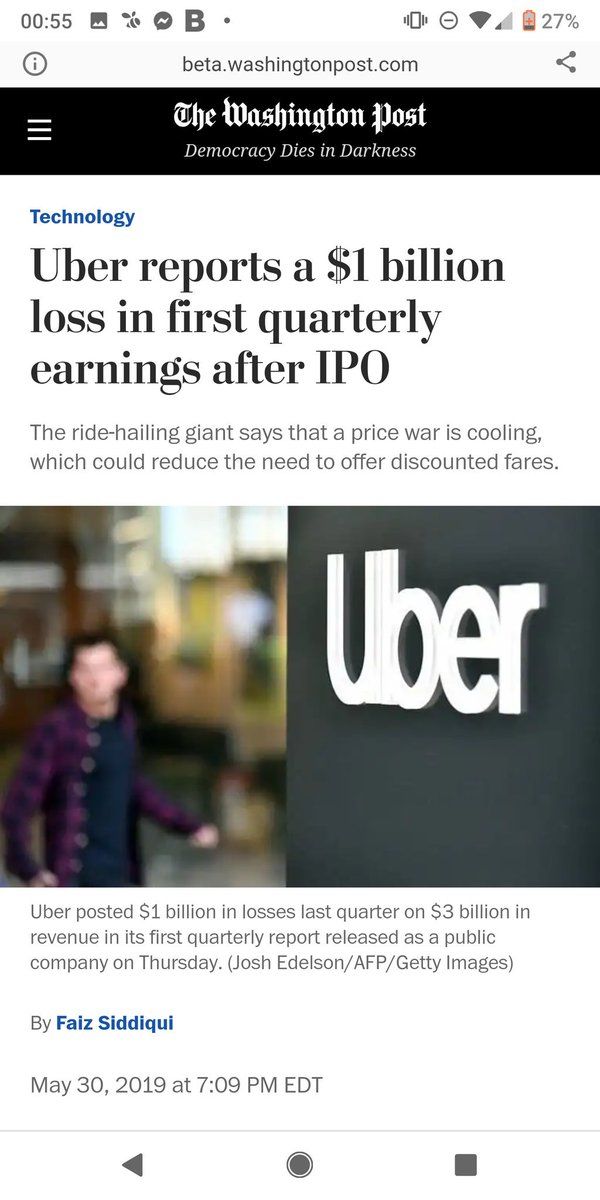 00:55 B 27%
beta.washingtonpost.com
The Washington Post
Democracy Dies in Darkness
Technology
Uber reports a $1 billion
loss in first quarterly
earnings after IPO
The ride-hailing giant says that a price war is cooling,
which could reduce the need to offer discounted fares.
Uber
Uber posted $1 billion in losses last quarter on $3 billion in
revenue in its first quarterly report released as a public
company on Thursday. (Josh Edelson/AFP/Getty Images)
By Faiz Siddiqui
May 30, 2019 at 7:09 PM EDT